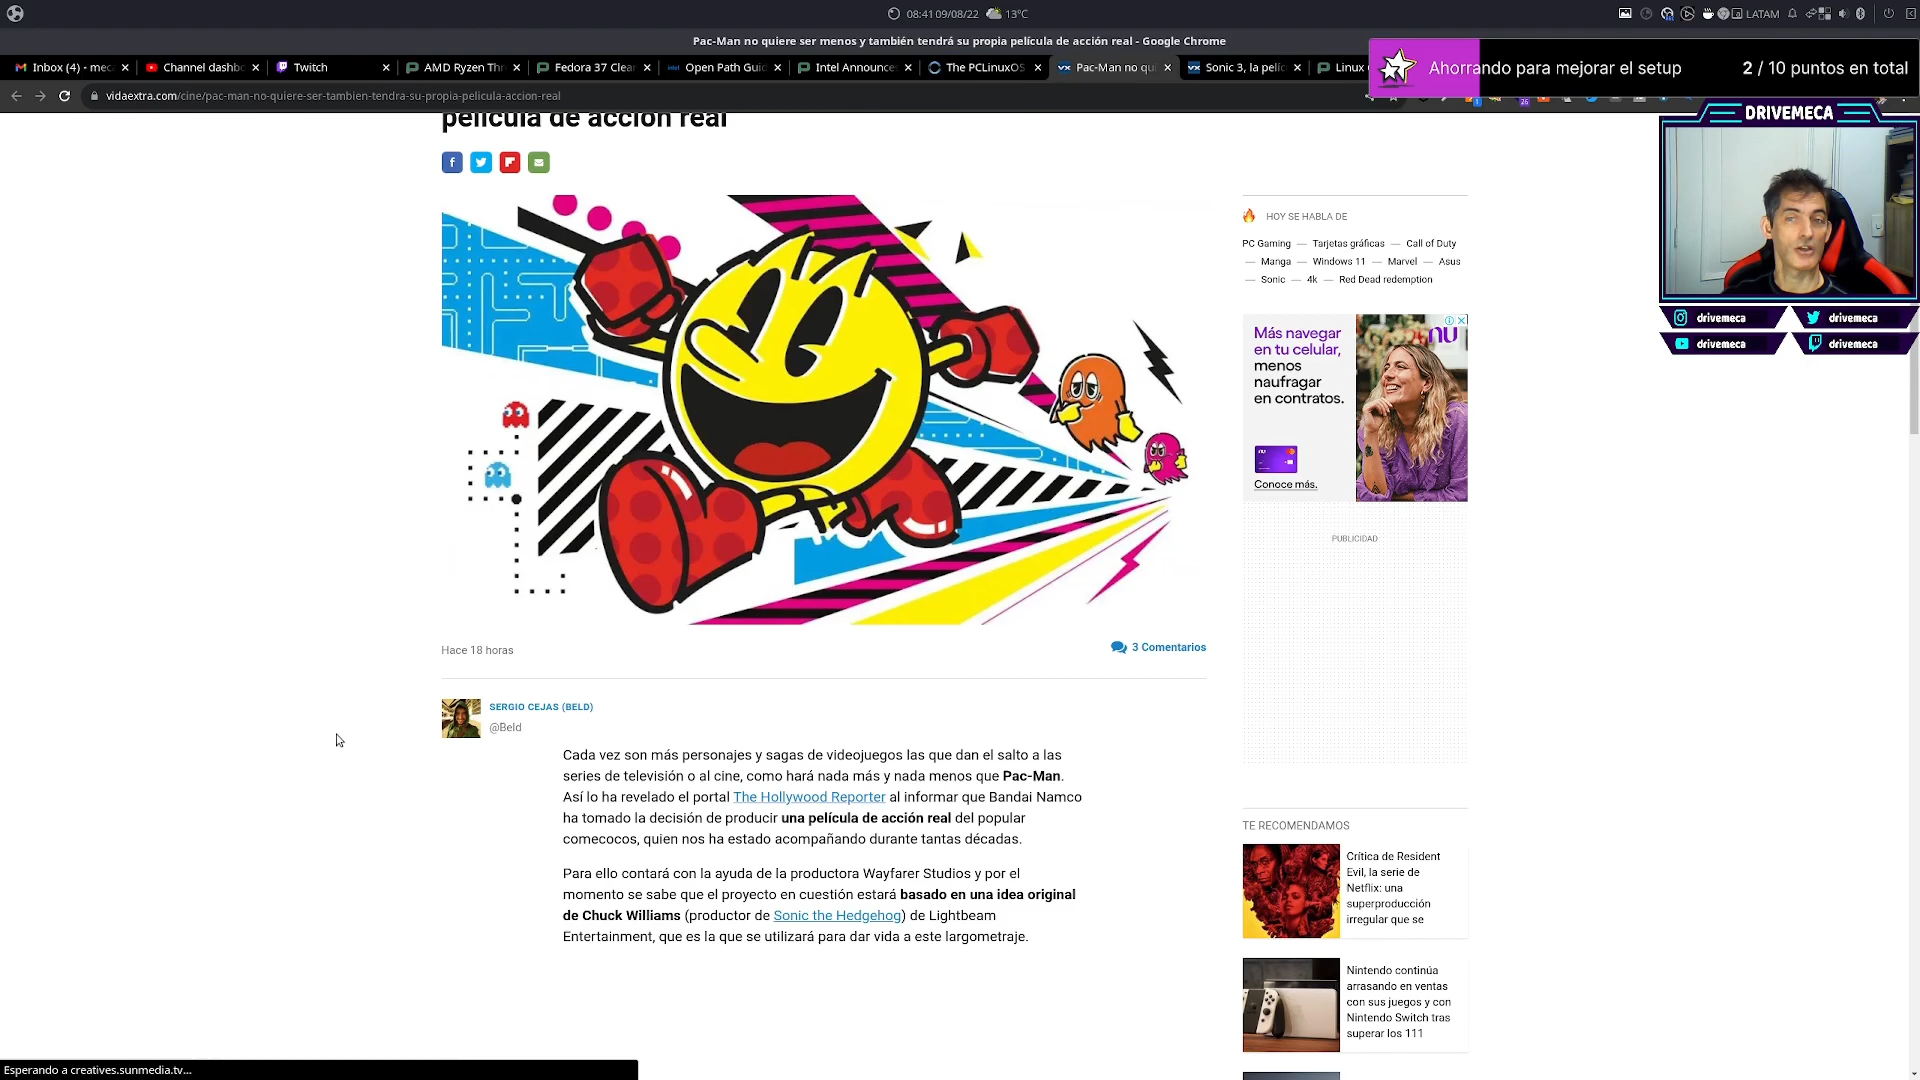 08:41 09/08/22 13°C
LATAM
Pac-Man no quiere ser menos y también tendrá su propia película de acción real - Google Chrome
Inbox (4) - mec
Channel dashbo
Twitch
AMD Ryzen Thr
Fedora 37 Clea
Open Path Guid
Intel Announce
The PCLinuxOS
Pac-Man no qui
Sonic 3, la pelíc
Linux
Ahorrando para mejorar el setup
2 / 10 puntos en total
vidaextra.com/cine/pac-man-no-quiere-ser-tambien-tendra-su-propia-pelicula-accion-real
DRIVEMECA
drivemeca
drivemeca
drivemeca
drivemeca
película de acción real
HOY SE HABLA DE
PC Gaming — Tarjetas gráficas — Call of Duty
— Manga — Windows 11 — Marvel — Asus
— Sonic — 4k — Red Dead redemption
Más navegar
en tu celular,
menos
naufragar
en contratos.
nu
nu
Conoce más.
PUBLICIDAD
Hace 18 horas
3 Comentarios
SERGIO CEJAS (BELD)
@Beld
Cada vez son más personajes y sagas de videojuegos las que dan el salto a las
series de televisión o al cine, como hará nada más y nada menos que Pac-Man.
Así lo ha revelado el portal The Hollywood Reporter al informar que Bandai Namco
ha tomado la decisión de producir una película de acción real del popular
comecocos, quien nos ha estado acompañando durante tantas décadas.
Para ello contará con la ayuda de la productora Wayfarer Studios y por el
momento se sabe que el proyecto en cuestión estará basado en una idea original
de Chuck Williams (productor de Sonic the Hedgehog) de Lightbeam
Entertainment, que es la que se utilizará para dar vida a este largometraje.
TE RECOMENDAMOS
Crítica de Resident
Evil, la serie de
Netflix: una
superproducción
irregular que se
Nintendo continúa
arrasando en ventas
con sus juegos y con
Nintendo Switch tras
superar los 111
Esperando a creatives.sunmedia.tv...